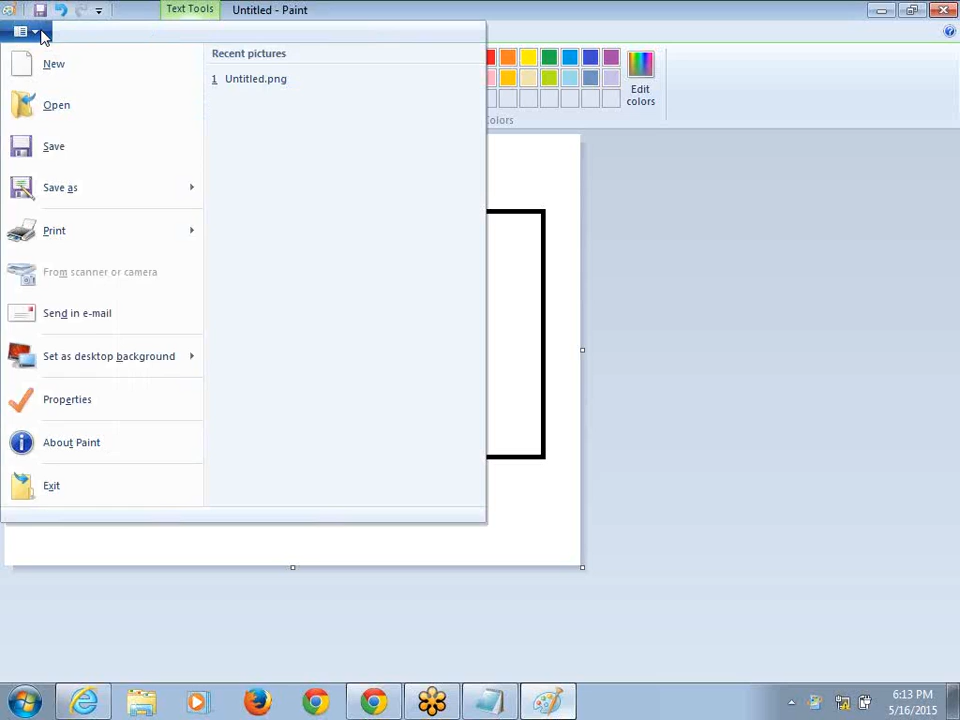 Text Tools
Untitled - Paint
Recent pictures
1 Untitled.png
New
Open
Save
Save as
Print
From scanner or camera
Send in e-mail
Set as desktop background
Properties
About Paint
Exit
Edit
colors
olors
6:13 PM
5/16/2015